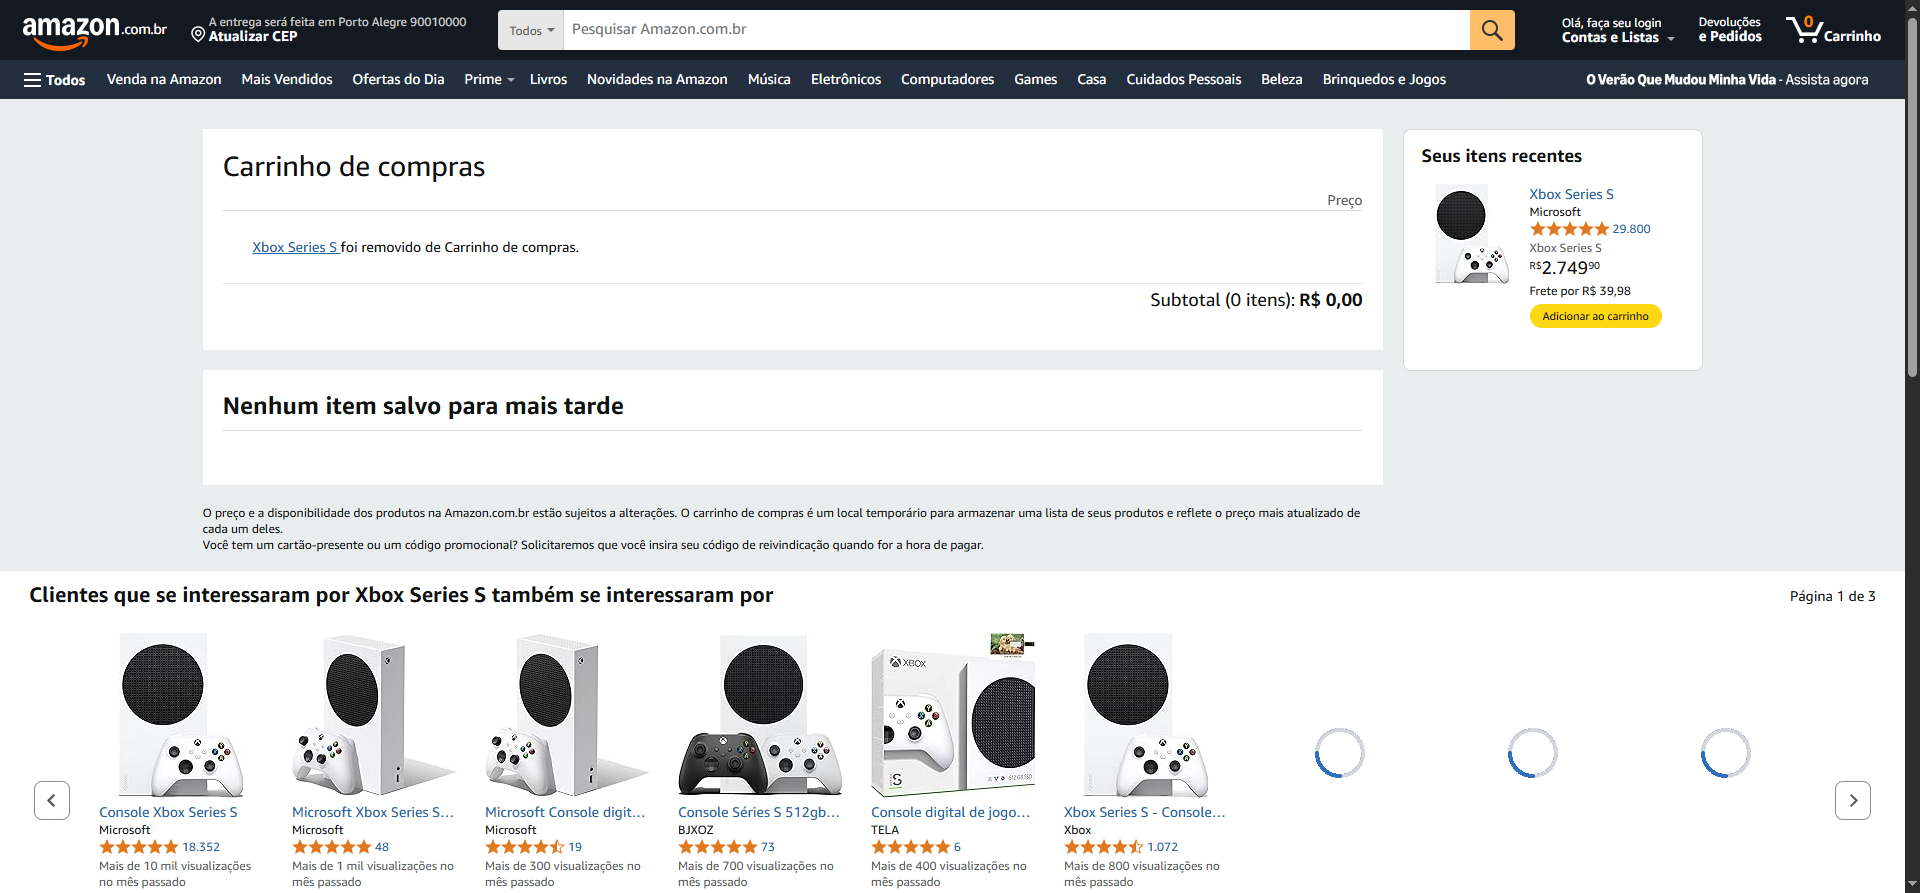 amazon.com.br
A entrega será feita em Porto Alegre 90010000
Atualizar CEP
Todos
Pesquisar Amazon.com.br
Olá, faça seu login
Contas e Listas
Devoluções
e Pedidos
0
Carrinho
Todos
Venda na Amazon
Mais Vendidos
Ofertas do Dia
Prime
Livros
Novidades na Amazon
Música
Eletrônicos
Computadores
Games
Casa
Cuidados Pessoais
Beleza
Brinquedos e Jogos
O Verão Que Mudou Minha Vida - Assista agora
Carrinho de compras
Preço
Xbox Series S foi removido de Carrinho de compras.
Subtotal (0 itens): R$ 0,00
Seus itens recentes
Xbox Series S
Microsoft
29.800
Xbox Series S
R$2.74990
Frete por R$ 39,98
Adicionar ao carrinho
Nenhum item salvo para mais tarde
O preço e a disponibilidade dos produtos na Amazon.com.br estão sujeitos a alterações. O carrinho de compras é um local temporário para armazenar uma lista de seus produtos e reflete o preço mais atualizado de
cada um deles.
Você tem um cartão-presente ou um código promocional? Solicitaremos que você insira seu código de reivindicação quando for a hora de pagar.
Clientes que se interessaram por Xbox Series S também se interessaram por
Página 1 de 3
Console Xbox Series S
Microsoft
18.352
Mais de 10 mil visualizações
no mês passado
Microsoft Xbox Series S...
Microsoft
48
Mais de 1 mil visualizações no
mês passado
Microsoft Console digit...
Microsoft
19
Mais de 300 visualizações no
mês passado
Console Séries S 512gb...
BJXOZ
73
Mais de 700 visualizações no
mês passado
XBOX
S
512 GB SSD
Console digital de jogo...
TELA
6
Mais de 400 visualizações no
mês passado
Xbox Series S - Console...
Xbox
1.072
Mais de 800 visualizações no
mês passado